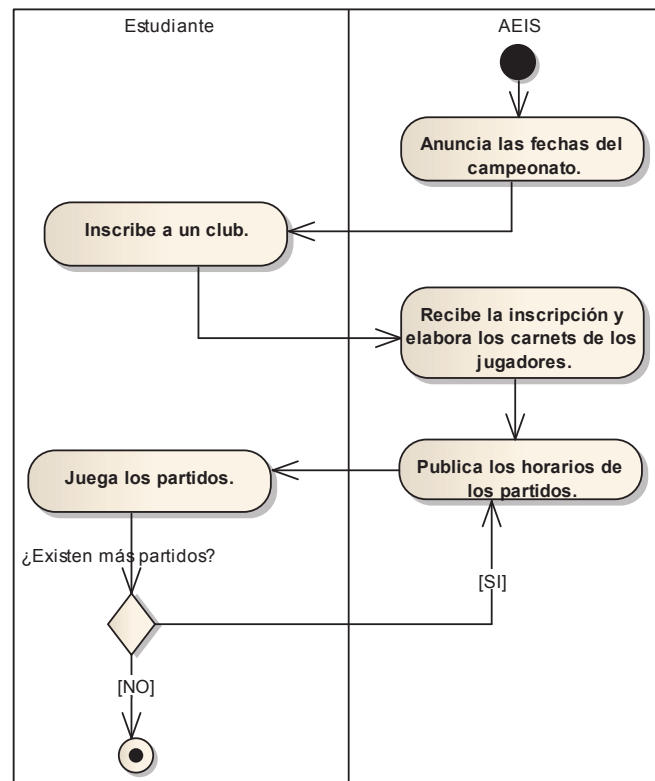 Estudiante
AEIS
Anuncia las fechas del
campeonato.
Inscribe a un club.
Recibe la inscripción y
elabora los carnets de los
jugadores.
Publica los horarios de
los partidos.
Juega los partidos.
¿Existen más partidos?
[SI]
[NO]